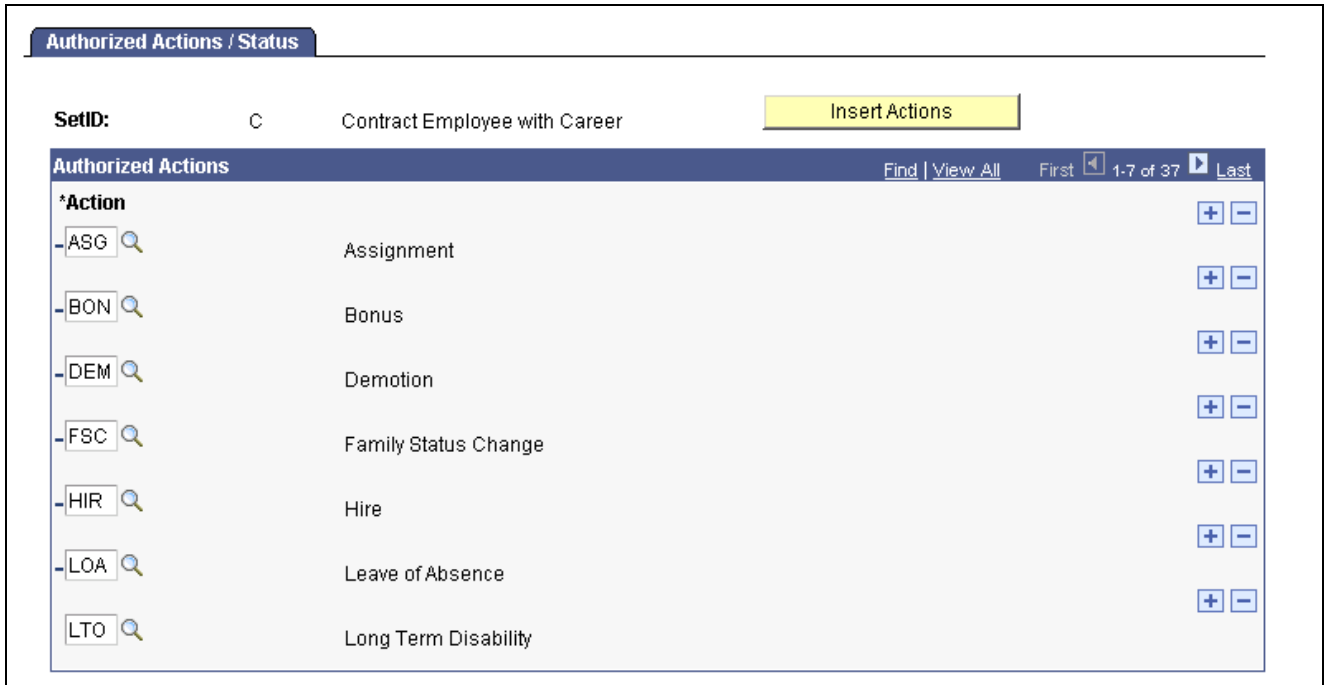 Authorized Actions / Status
SetID: C Contract Employee with Career Insert Actions
Authorized Actions Find | View All First 1-7 of 37 Last
*Action
ASG Assignment
BON Bonus
DEM Demotion
FSC Family Status Change
HIR Hire
LOA Leave of Absence
LTO Long Term Disability